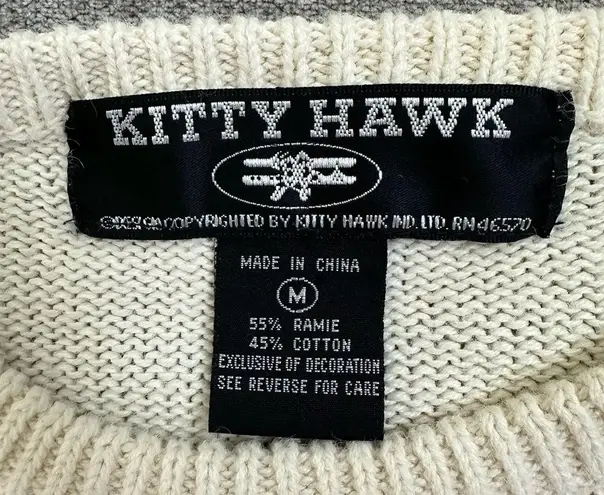 KITTY HAWK
COPYRIGHTED BY KITTY HAWK IND. LTD. RN46570
MADE IN CHINA
M
55% RAMIE
45% COTTON
EXCLUSIVE OF DECORATION
SEE REVERSE FOR CARE